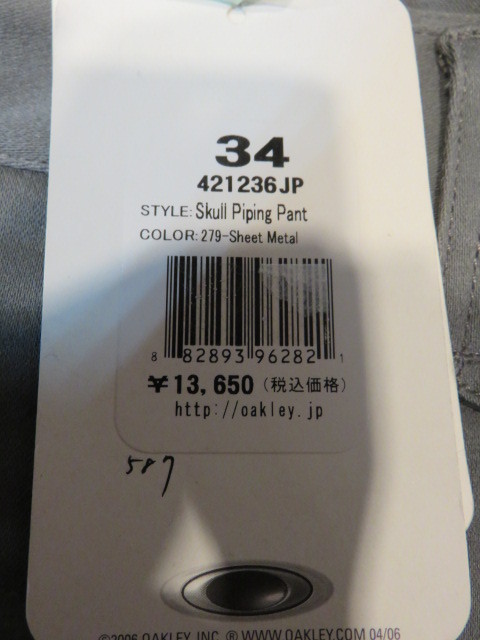 34
421236JP
STYLE: Skull Piping Pant
COLOR: 279-Sheet Metal
8 82893 96282 1
¥13,650 (税込価格)
http://oakley.jp
587
©2006 OAKLEY, INC. ® WWW.OAKLEY.COM 04/06